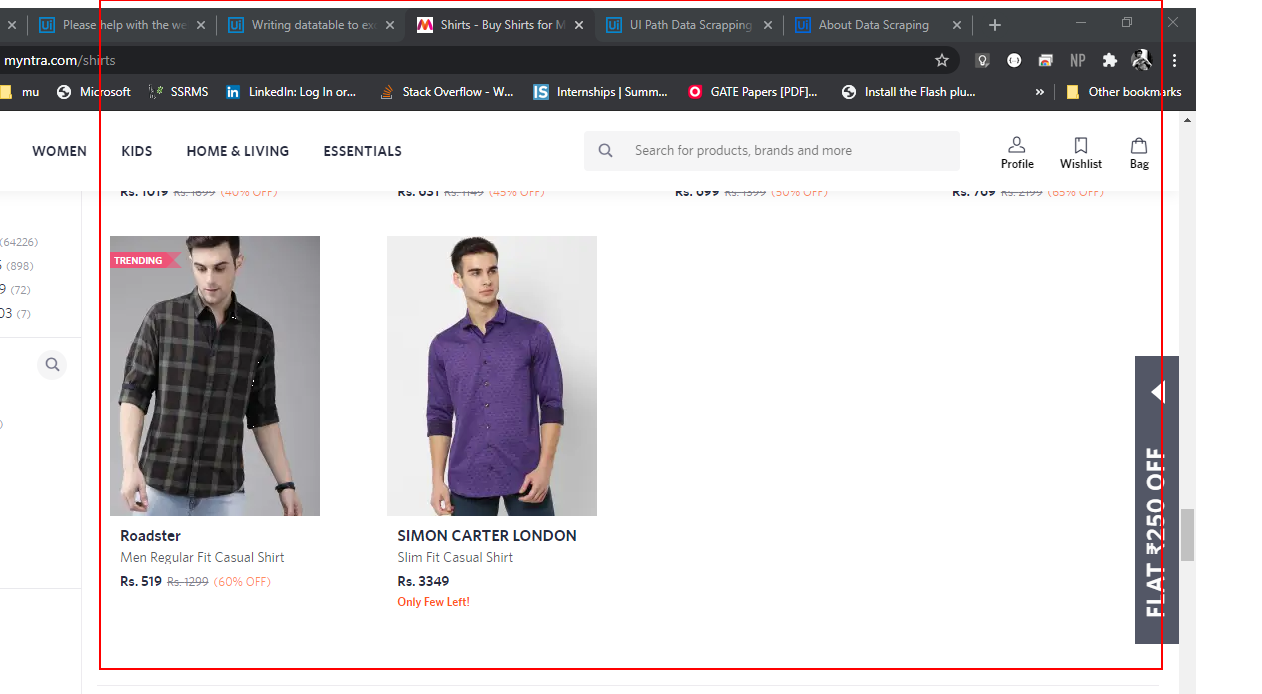 Please help with the we
Writing datatable to ex
Shirts - Buy Shirts for M
UI Path Data Scrapping
About Data Scraping
myntra.com/shirts
NP
mu
Microsoft
SSRMS
LinkedIn: Log In or...
Stack Overflow - W...
Internships | Summ...
GATE Papers [PDF]...
Install the Flash plu...
»
Other bookmarks
WOMEN
KIDS
HOME & LIVING
ESSENTIALS
Search for products, brands and more
Profile
Wishlist
Bag
Rs. 1019 Rs. 1699 (40% OFF)
Rs. 631 Rs. 1149 (45% OFF)
Rs. 699 Rs. 1399 (50% OFF)
Rs. 769 Rs. 2199 (65% OFF)
(64226)
(898)
9 (72)
03 (7)
TRENDING
Roadster
Men Regular Fit Casual Shirt
Rs. 519 Rs. 1299 (60% OFF)
SIMON CARTER LONDON
Slim Fit Casual Shirt
Rs. 3349
Only Few Left!
FLAT ₹250 OFF